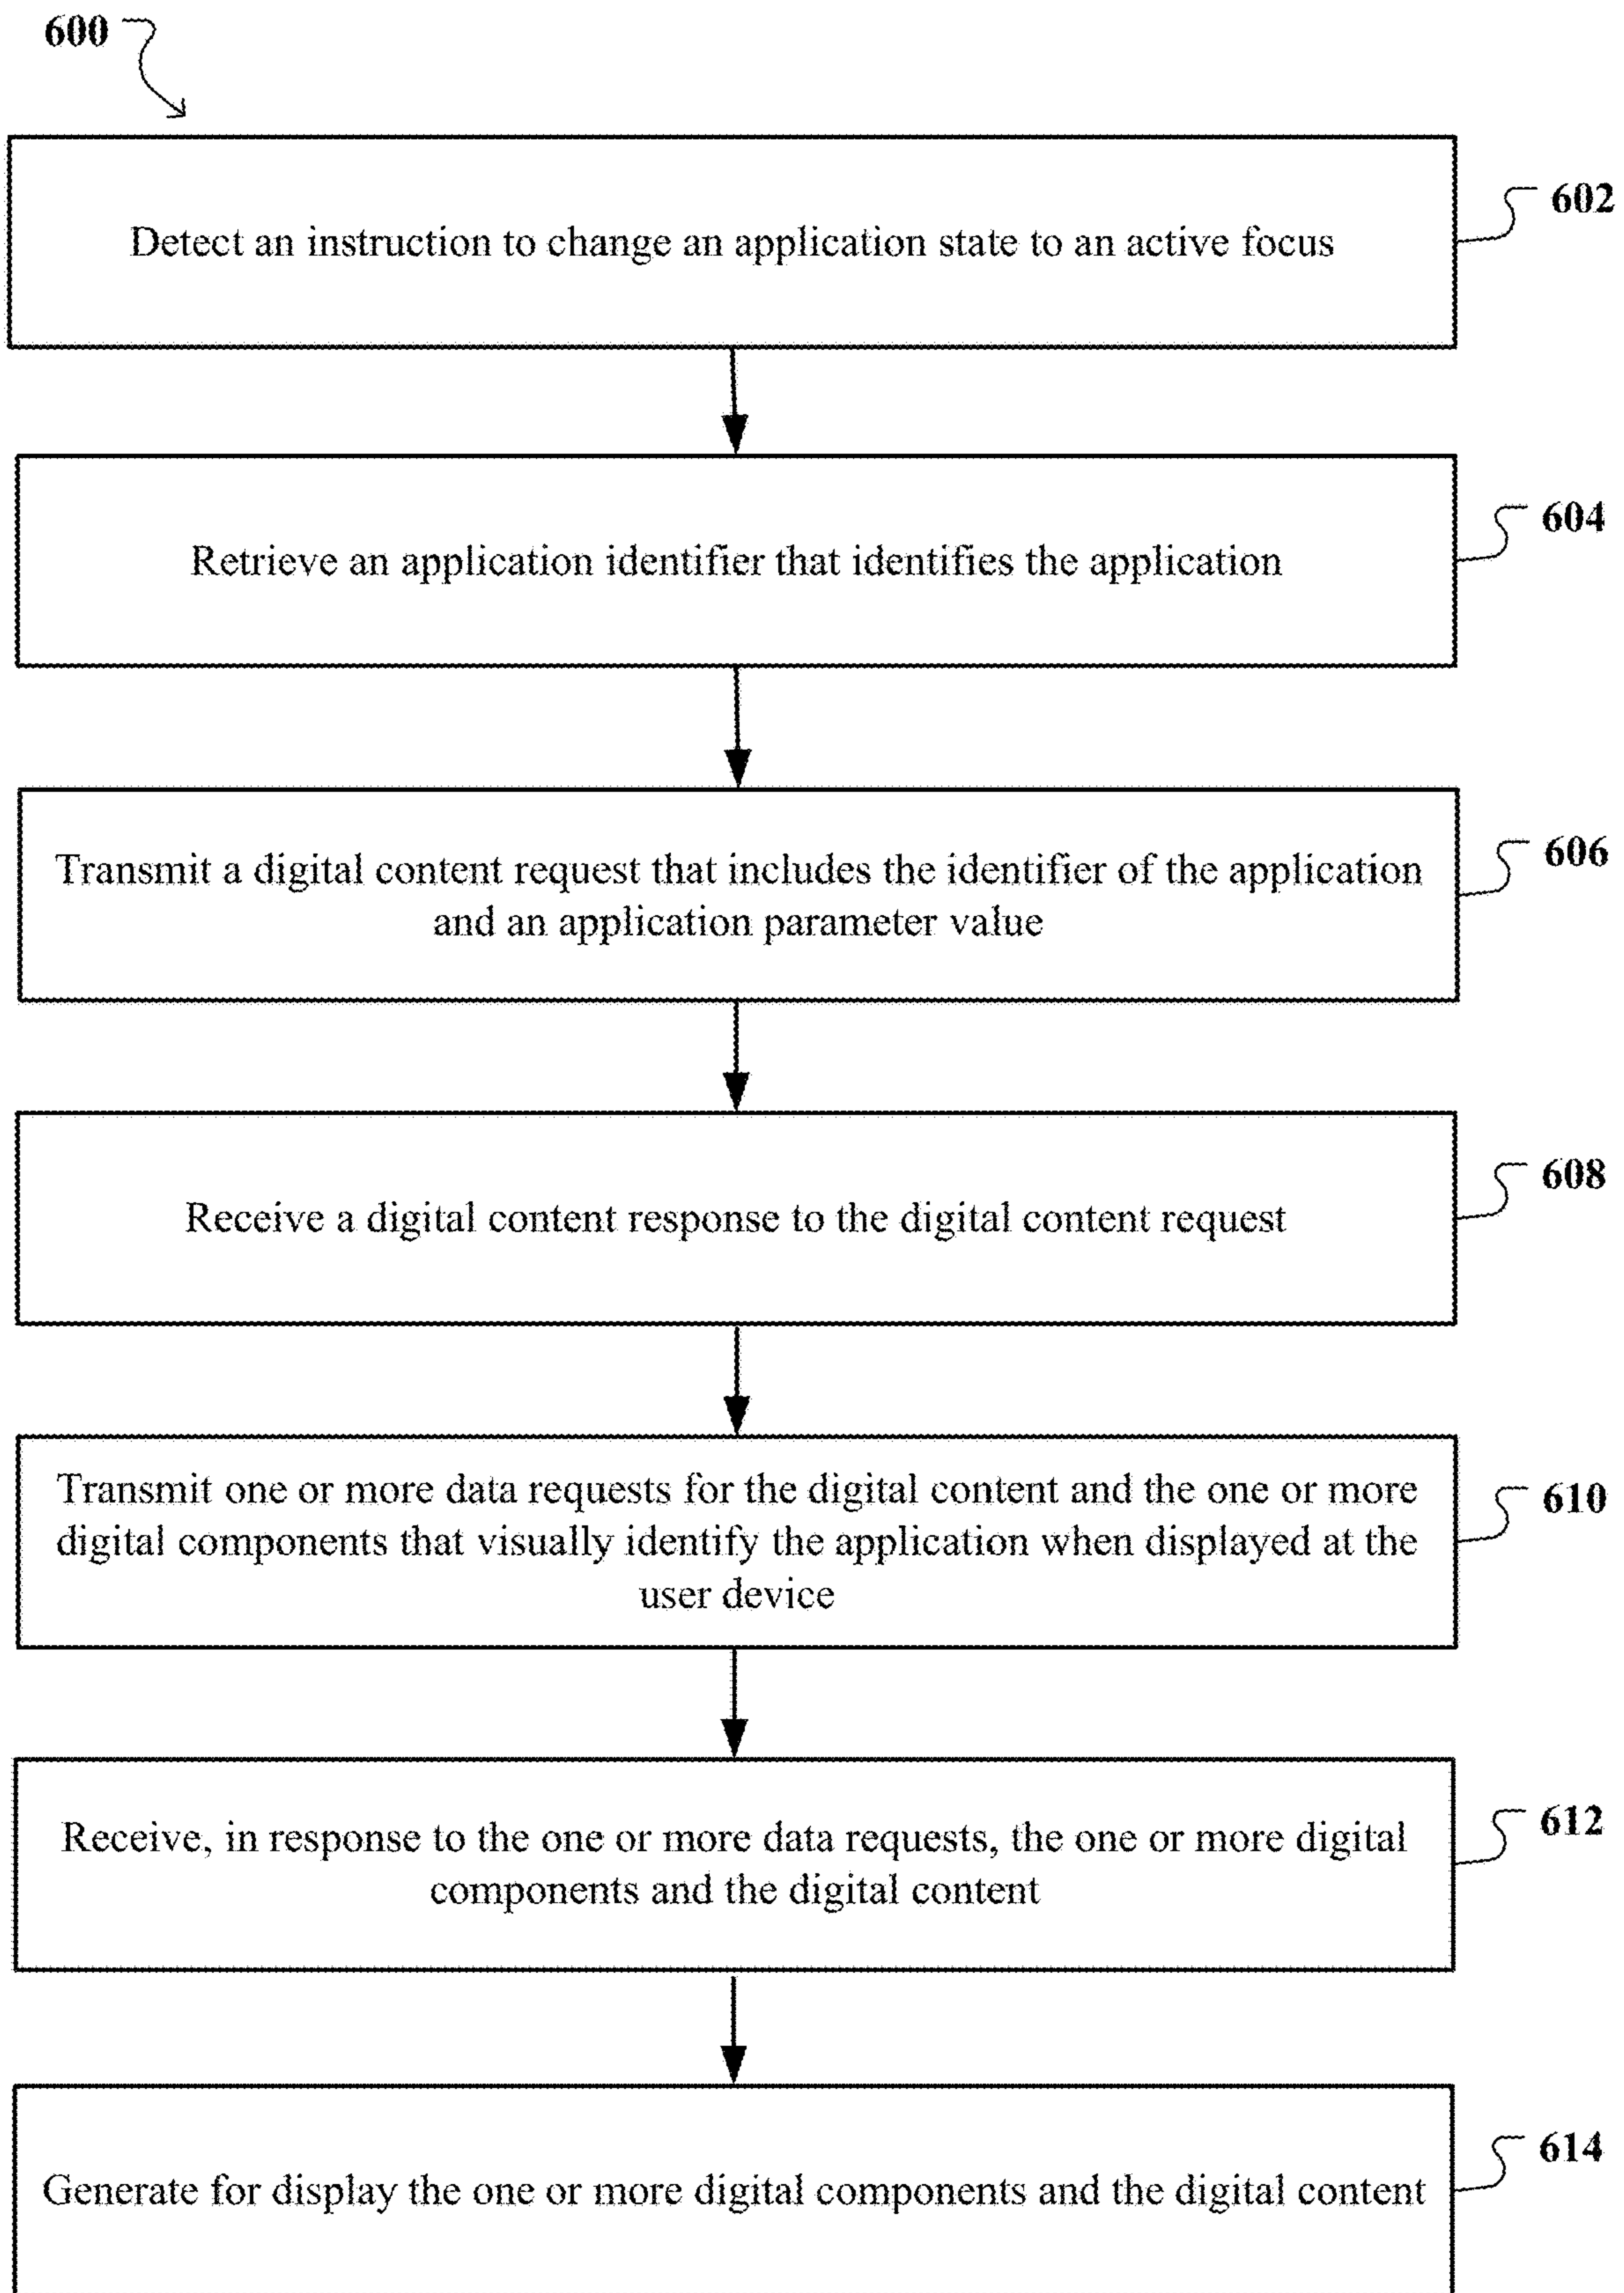 600
602
Detect an instruction to change an application state to an active focus
604
Retrieve an application identifier that identifies the application
606
Transmit a digital content request that includes the identifier of the application
and an application parameter value
608
Receive a digital content response to the digital content request
610
Transmit one or more data requests for the digital content and the one or more
digital components that visually identify the application when displayed at the
user device
612
Receive, in response to the one or more data requests, the one or more digital
components and the digital content
614
Generate for display the one or more digital components and the digital content